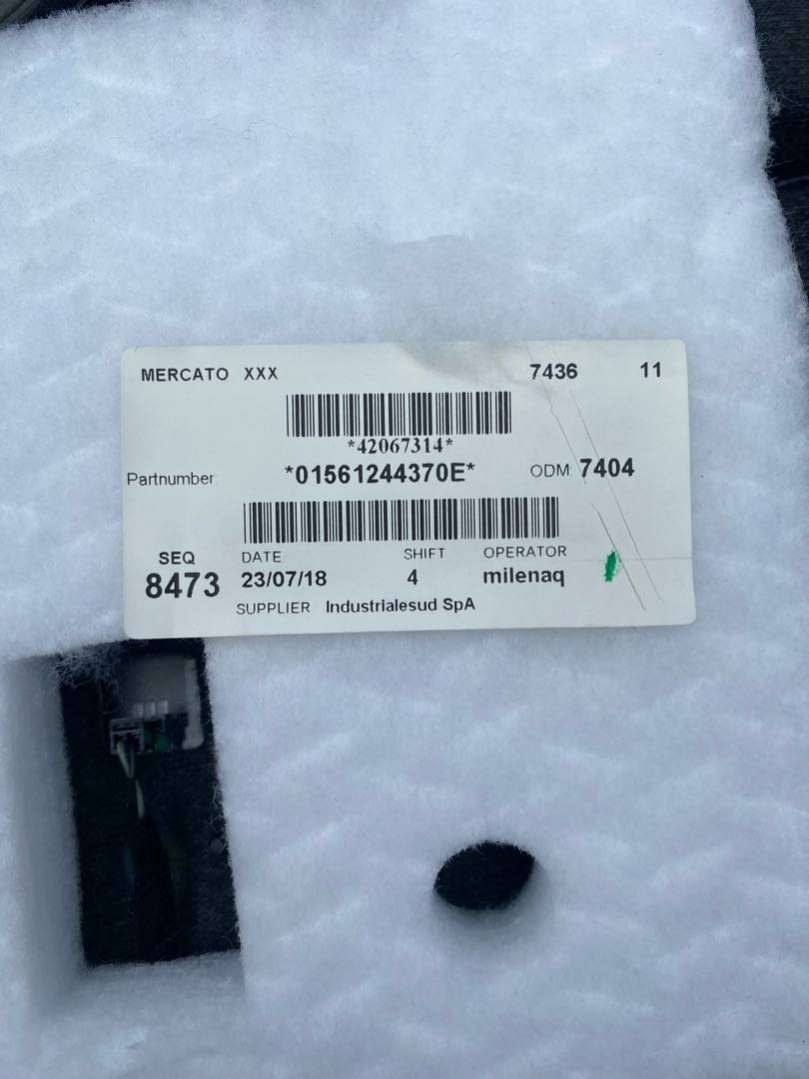 MERCATO XXX 7436 11
*42067314*
Partnumber *01561244370E* ODM 7404
SEQ DATE SHIFT OPERATOR
8473 23/07/18 4 milenaq
SUPPLIER Industrialesud SpA